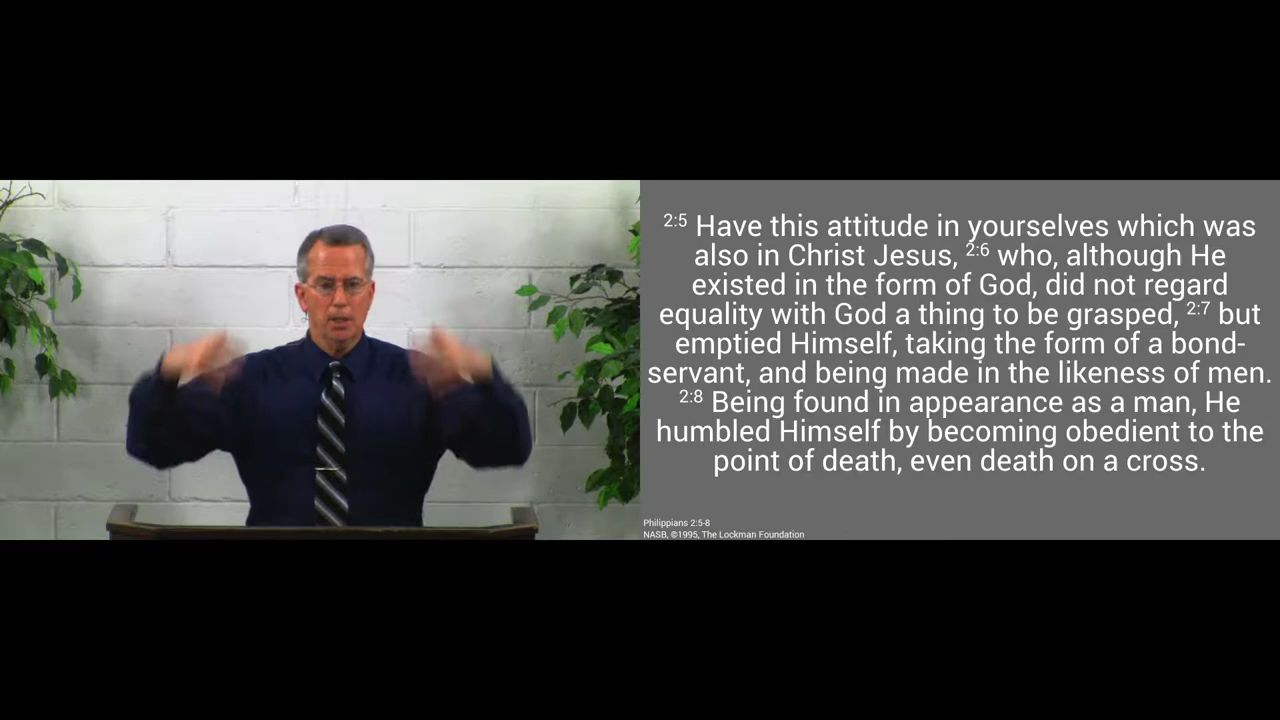 2:5 Have this attitude in yourselves which was
also in Christ Jesus, 2:6 who, although He
existed in the form of God, did not regard
equality with God a thing to be grasped, 2:7 but
emptied Himself, taking the form of a bond-
servant, and being made in the likeness of men.
2:8 Being found in appearance as a man, He
humbled Himself by becoming obedient to the
point of death, even death on a cross.
Philippians 2:5-8
NASB, ©1995, The Lockman Foundation